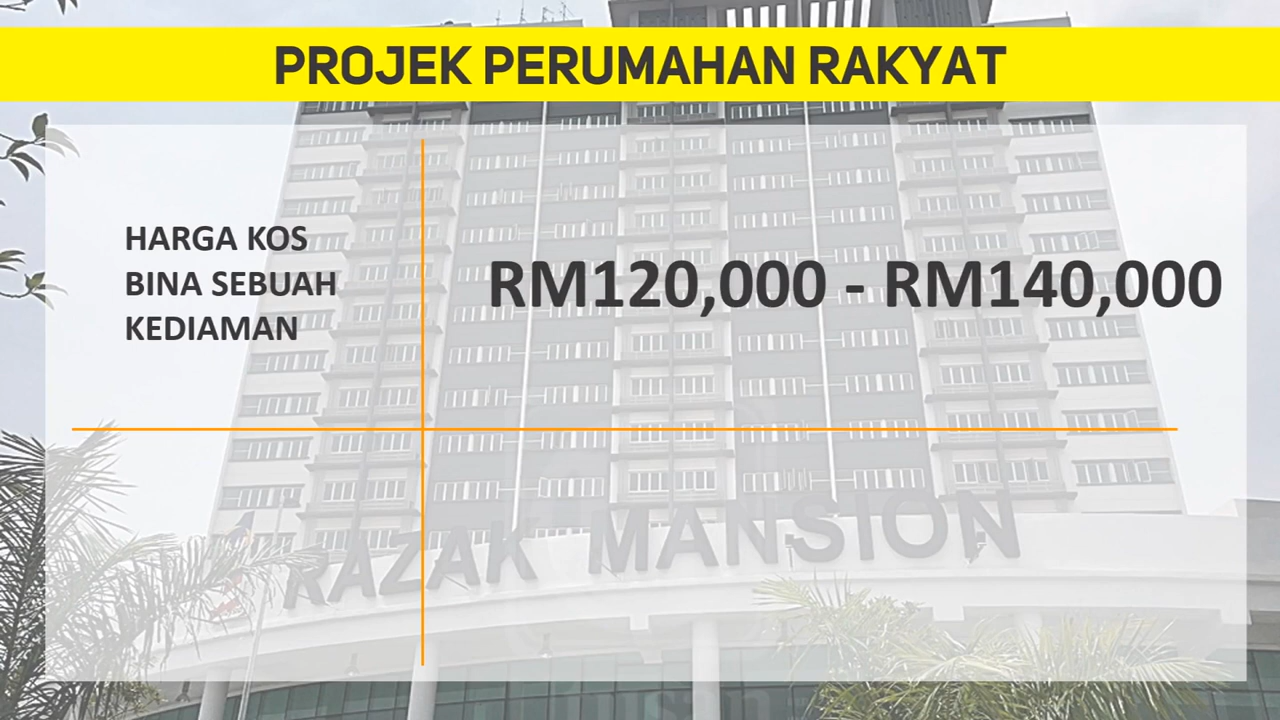 PROJEK PERUMAHAN RAKYAT
HARGA KOS
BINA SEBUAH
KEDIAMAN
RM120,000 - RM140,000
RAZAK MANSION